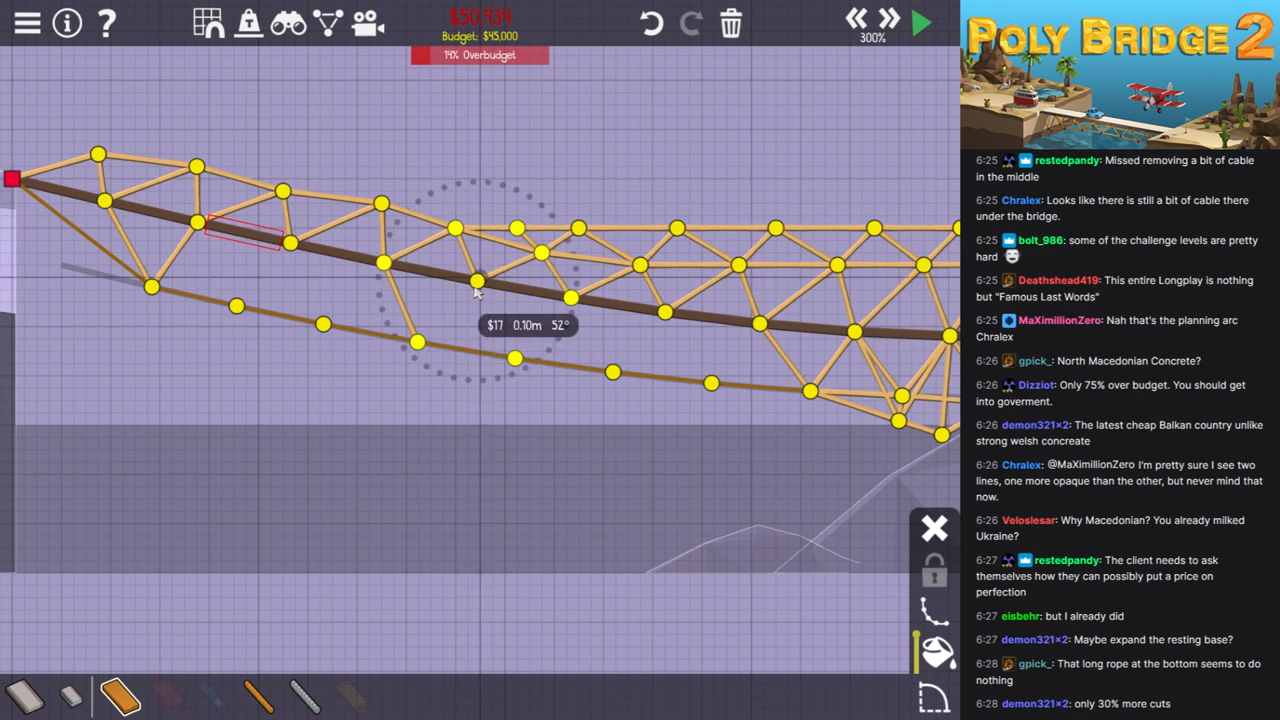 $50,934
Budget: $45,000
14% Overbudget
300%
$17 0.10m 52°
POLY BRIDGE 2
6:25 restedpandy: Missed removing a bit of cable
in the middle
6:25 Chralex: Looks like there is still a bit of cable there
under the bridge.
6:25 bolt_986: some of the challenge levels are pretty
hard
6:25 Deathshead419: This entire Longplay is nothing
but "Famous Last Words"
6:25 MaXimillionZero: Nah that's the planning arc
Chralex
6:26 gpick_: North Macedonian Concrete?
6:26 Dizziot: Only 75% over budget. You should get
into goverment.
6:26 demon321×2: The latest cheap Balkan country unlike
strong welsh concreate
6:26 Chralex: @MaXimillionZero I'm pretty sure I see two
lines, one more opaque than the other, but never mind that
now.
6:26 Veloslesar: Why Macedonian? You already milked
Ukraine?
6:27 restedpandy: The client needs to ask
themselves how they can possibly put a price on
perfection
6:27 eisbehr: but I already did
6:27 demon321×2: Maybe expand the resting base?
6:28 gpick_: That long rope at the bottom seems to do
nothing
6:28 demon321×2: only 30% more cuts